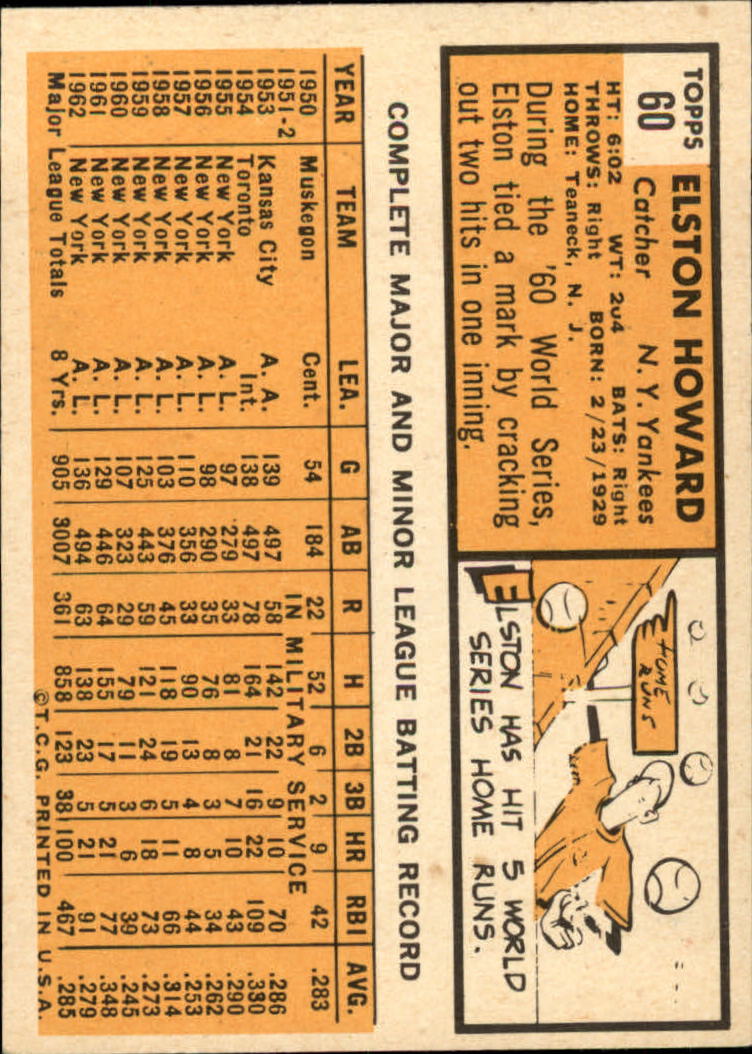 TOPPS
60
ELSTON HOWARD
Catcher N. Y. Yankees
HT: 6:02 WT: 204 BATS: Right
THROWS: Right BORN: 2/23/1929
HOME: Teaneck, N. J.
During the '60 World Series,
Elston tied a mark by cracking
out two hits in one inning.
HOME
RUNS
ELSTON HAS HIT 5 WORLD
SERIES HOME RUNS.
COMPLETE MAJOR AND MINOR LEAGUE BATTING RECORD
YEAR TEAM LEA. G AB R H 2B 3B HR RBI AVG.
1950 Muskegon Cent. 54 184 22 52 6 2 9 42 .283
1951-2 IN MILITARY SERVICE
1953 Kansas City A. A. 139 497 58 142 22 9 10 70 .286
1954 Toronto Int. 138 497 78 164 21 16 22 109 .330
1955 New York A. L. 97 279 33 81 8 7 10 43 .290
1956 New York A. L. 98 290 35 76 8 3 5 34 .262
1957 New York A. L. 110 356 33 90 13 4 8 44 .253
1958 New York A. L. 103 376 45 118 19 5 11 66 .314
1959 New York A. L. 125 443 59 121 24 6 18 73 .273
1960 New York A. L. 107 323 29 79 11 3 6 39 .245
1961 New York A. L. 129 446 64 155 17 5 21 77 .348
1962 New York A. L. 136 494 63 138 23 5 21 91 .279
Major League Totals 8 Yrs. 905 3007 361 858 123 38 100 467 .285
©T.C.G. PRINTED IN U.S.A.